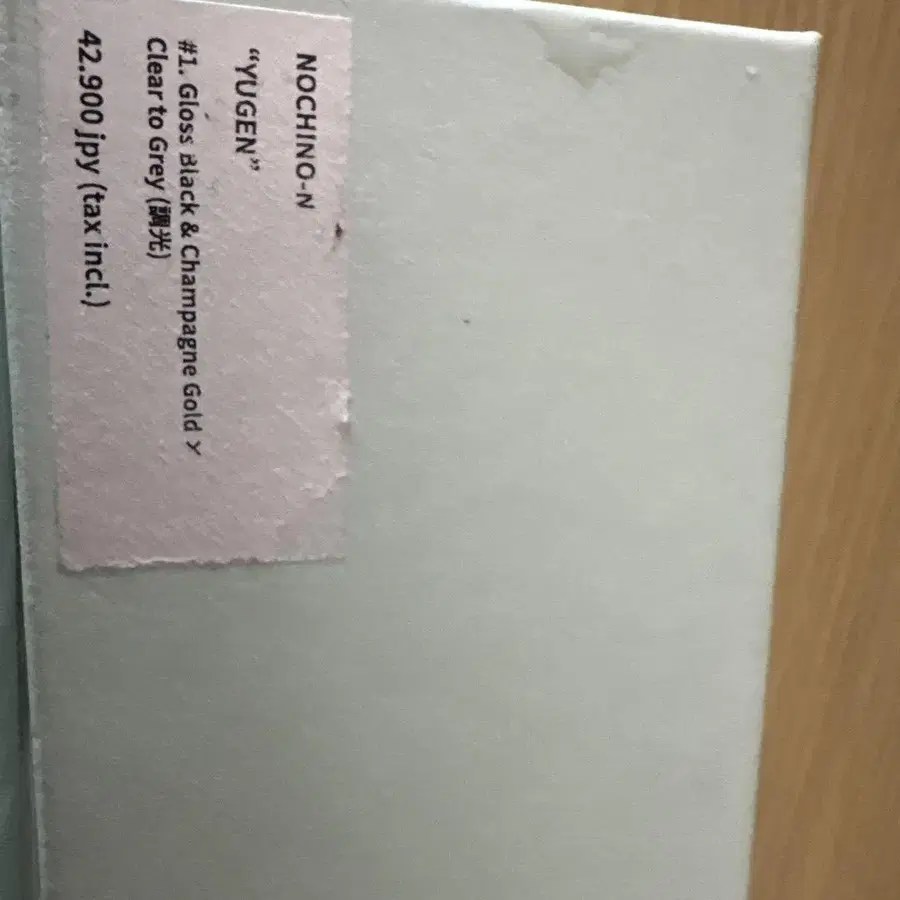 NOCHINO-N
“YUGEN”
#1. Gloss Black & Champagne Gold
Clear to Grey (調光)
42.900 jpy (tax incl.)